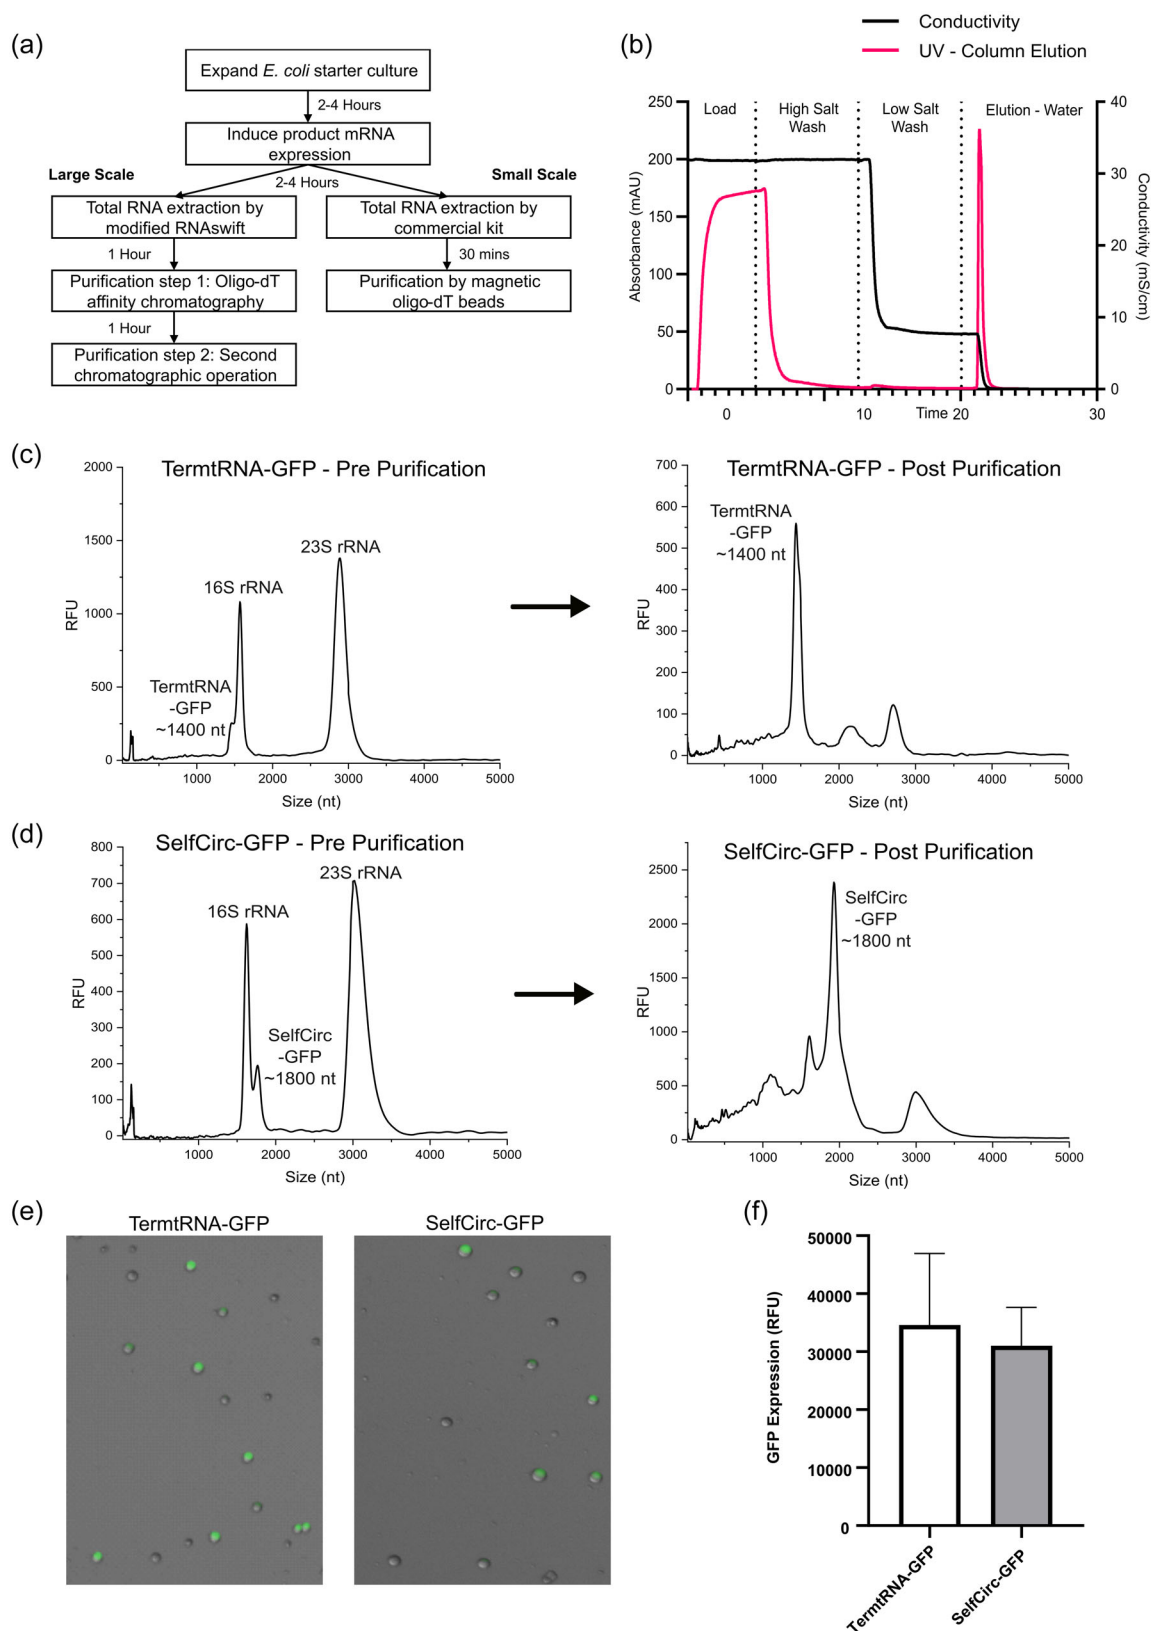 (a)
Expand E. coli starter culture
2-4 Hours
Induce product mRNA
expression
Large Scale
2-4 Hours
Small Scale
Total RNA extraction by
modified RNAswift
Total RNA extraction by
commercial kit
1 Hour
30 mins
Purification step 1: Oligo-dT
affinity chromatography
Purification by magnetic
oligo-dT beads
1 Hour
Purification step 2: Second
chromatographic operation
(b)
Conductivity
UV - Column Elution
Load
High Salt
Wash
Low Salt
Wash
Elution - Water
250
200
150
100
50
0
Absorbance (mAU)
40
30
20
10
0
Conductivity (mS/cm)
0
10
Time
20
30
(c)
TermtRNA-GFP - Pre Purification
2000
1500
1000
500
0
RFU
16S rRNA
23S rRNA
TermtRNA
-GFP
~1400 nt
1000
2000
3000
4000
5000
Size (nt)
TermtRNA-GFP - Post Purification
700
600
500
400
300
200
100
0
RFU
TermtRNA
-GFP
~1400 nt
1000
2000
3000
4000
5000
Size (nt)
(d)
SelfCirc-GFP - Pre Purification
800
700
600
500
400
300
200
100
0
RFU
16S rRNA
23S rRNA
SelfCirc
-GFP
~1800 nt
1000
2000
3000
4000
5000
Size (nt)
SelfCirc-GFP - Post Purification
2500
2000
1500
1000
500
0
RFU
SelfCirc
-GFP
~1800 nt
1000
2000
3000
4000
5000
Size (nt)
(e)
TermtRNA-GFP
SelfCirc-GFP
(f)
50000
40000
30000
20000
10000
0
GFP Expression (RFU)
TermtRNA-GFP
SelfCirc-GFP